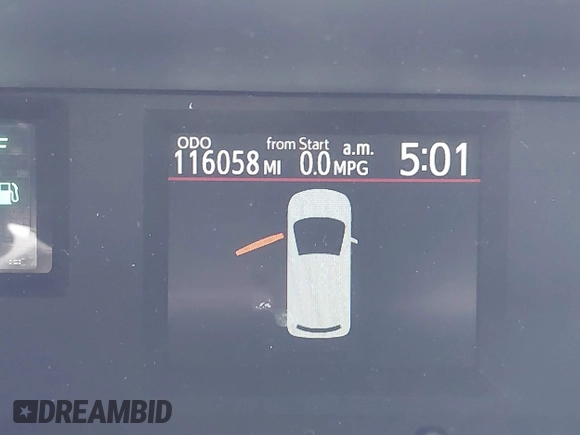 ODO from Start a.m.
116058 MI 0.0 MPG 5:01
DREAMBID